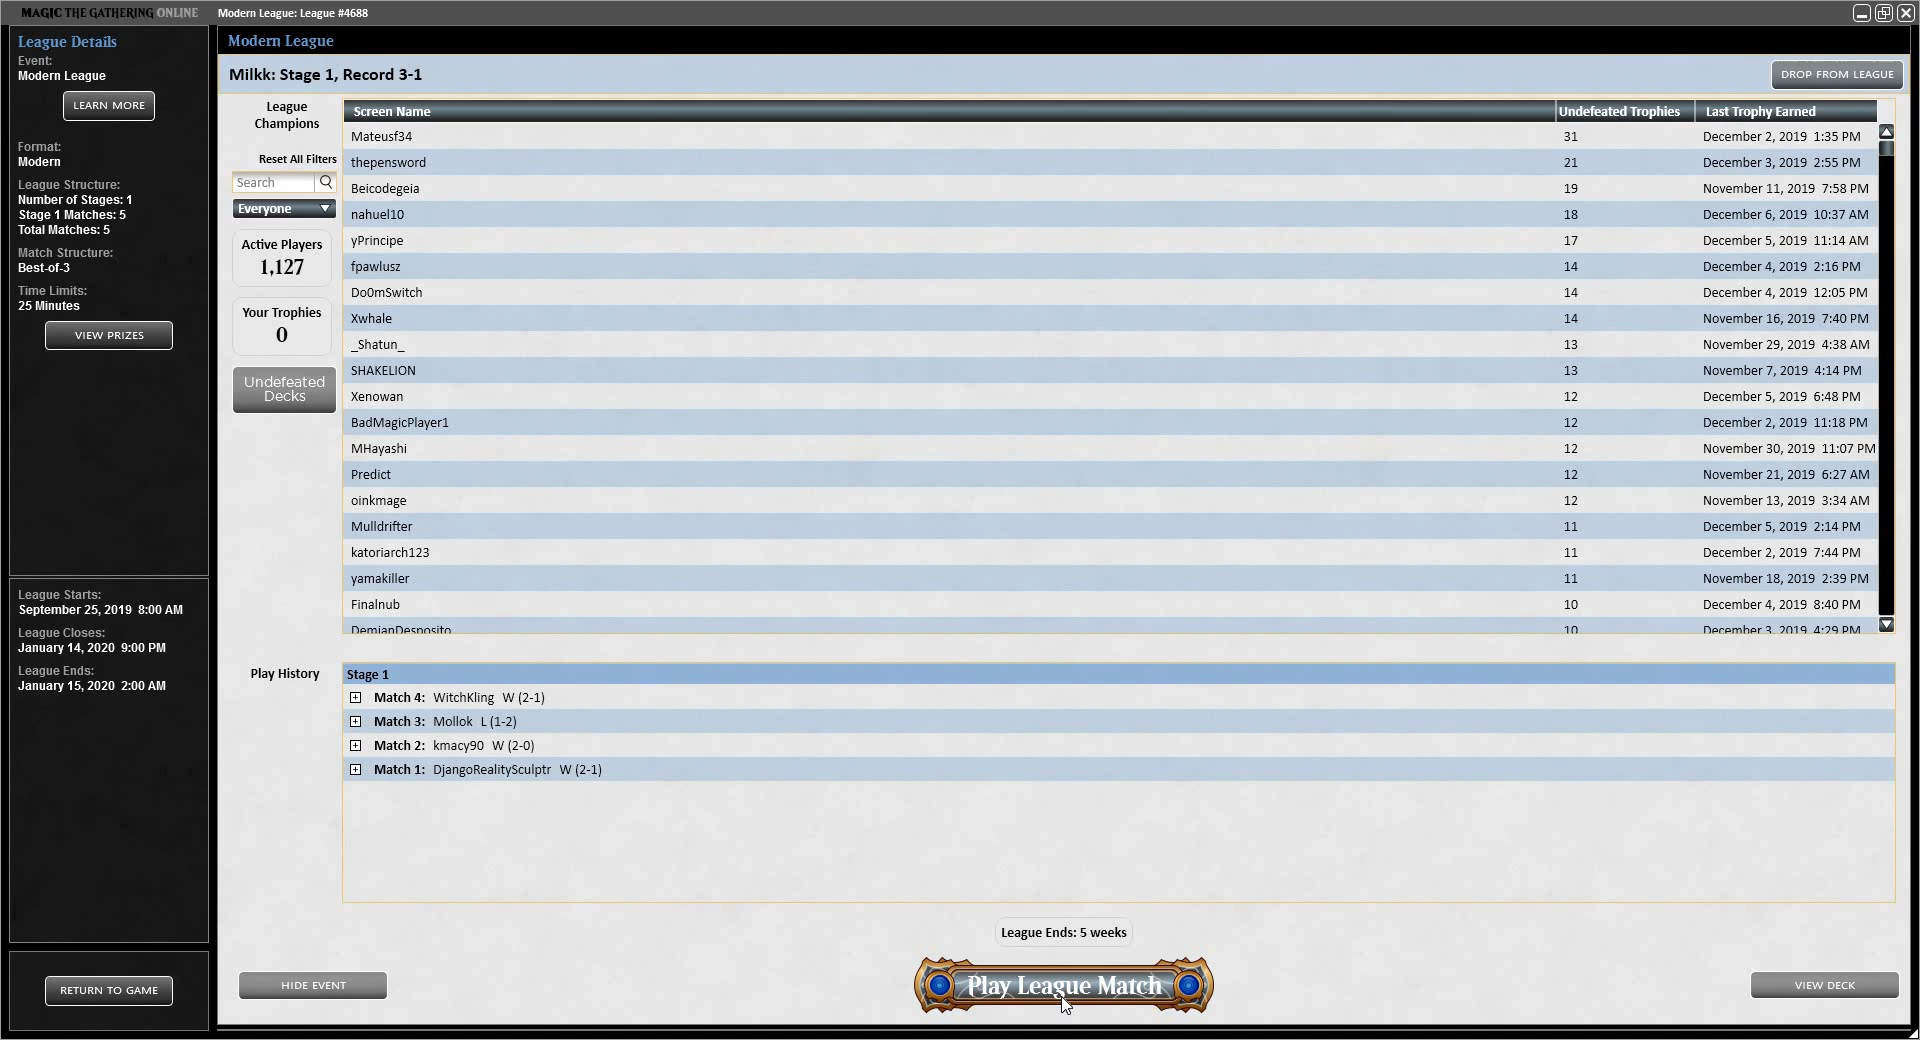 MAGIC THE GATHERING ONLINE Modern League: League #4688
League Details
Event:
Modern League
LEARN MORE
Format:
Modern
League Structure:
Number of Stages: 1
Stage 1 Matches: 5
Total Matches: 5
Match Structure:
Best-of-3
Time Limits:
25 Minutes
VIEW PRIZES
League Starts:
September 25, 2019 8:00 AM
League Closes:
January 14, 2020 9:00 PM
League Ends:
January 15, 2020 2:00 AM
RETURN TO GAME
Modern League
Milkk: Stage 1, Record 3-1
DROP FROM LEAGUE
League
Champions
Reset All Filters
Search
Everyone
Active Players
1,127
Your Trophies
0
Undefeated
Decks
Screen Name Undefeated Trophies Last Trophy Earned
Mateusf34 31 December 2, 2019 1:35 PM
thepensword 21 December 3, 2019 2:55 PM
Beicodegeia 19 November 11, 2019 7:58 PM
nahuel10 18 December 6, 2019 10:37 AM
yPrincipe 17 December 5, 2019 11:14 AM
fpawlusz 14 December 4, 2019 2:16 PM
Do0mSwitch 14 December 4, 2019 12:05 PM
Xwhale 14 November 16, 2019 7:40 PM
_Shatun_ 13 November 29, 2019 4:38 AM
SHAKELION 13 November 7, 2019 4:14 PM
Xenowan 12 December 5, 2019 6:48 PM
BadMagicPlayer1 12 December 2, 2019 11:18 PM
MHayashi 12 November 30, 2019 11:07 PM
Predict 12 November 21, 2019 6:27 AM
oinkmage 12 November 13, 2019 3:34 AM
Mulldrifter 11 December 5, 2019 2:14 PM
katoriarch123 11 December 2, 2019 7:44 PM
yamakiller 11 November 18, 2019 2:39 PM
Finalnub 10 December 4, 2019 8:40 PM
DemianDesposito 10 December 3, 2019 4:29 PM
Play History
Stage 1
Match 4: WitchKling W (2-1)
Match 3: Mollok L (1-2)
Match 2: kmacy90 W (2-0)
Match 1: DjangoRealitySculptr W (2-1)
League Ends: 5 weeks
HIDE EVENT
Play League Match
VIEW DECK